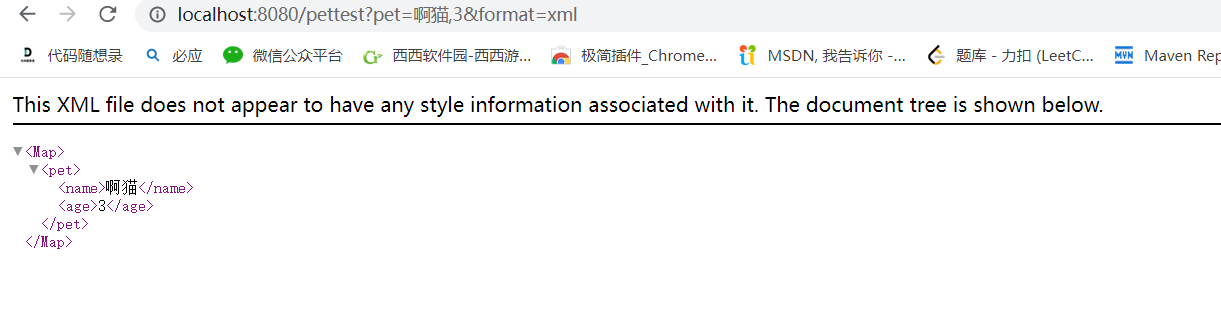 localhost:8080/pettest?pet=啊猫,3&format=xml
代码随想录 必应 微信公众平台 西西软件园-西西游... 极简插件_Chrome... MSDN, 我告诉你 -... 题库 - 力扣 (LeetC... Maven Rep
This XML file does not appear to have any style information associated with it. The document tree is shown below.
<Map>
<pet>
<name>啊猫</name>
<age>3</age>
</pet>
</Map>